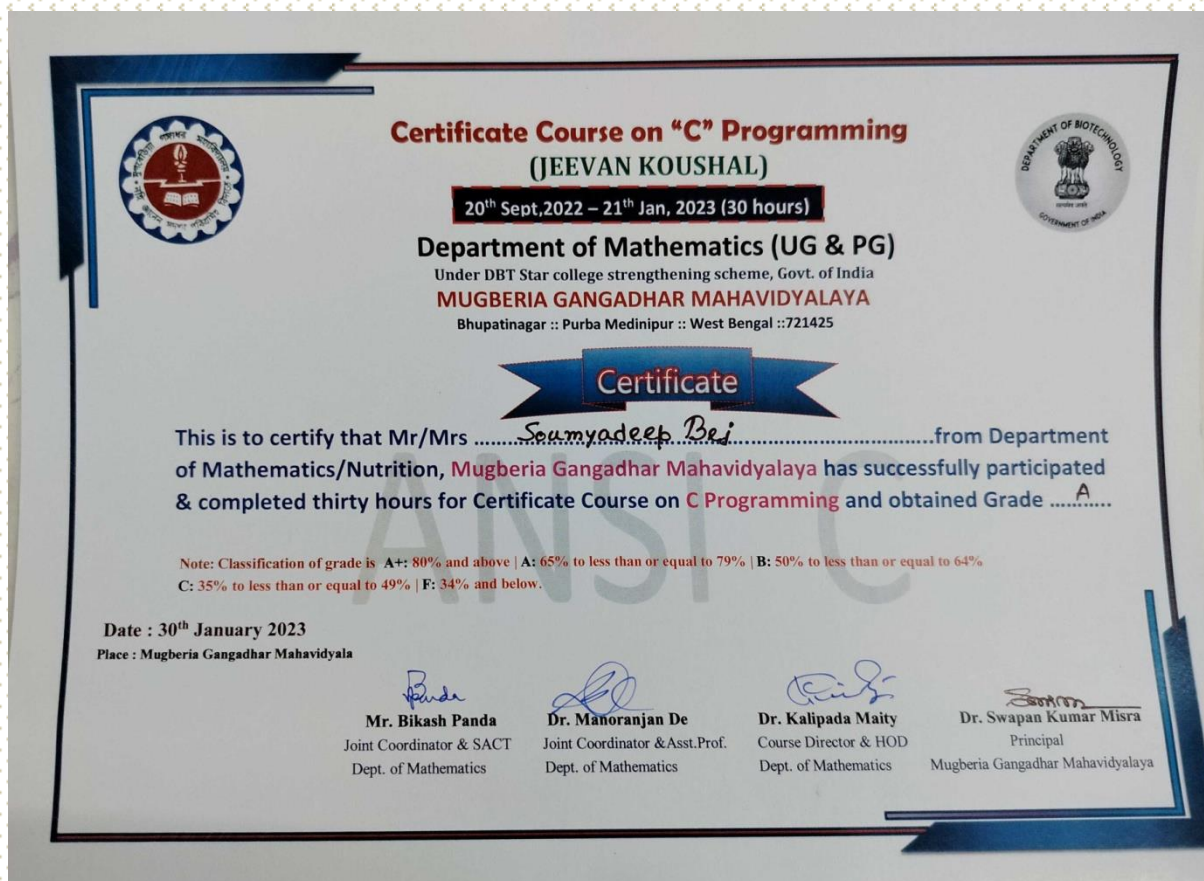 Certificate Course on “C” Programming
(JEEVAN KOUSHAL)
20th Sept,2022 – 21th Jan, 2023 (30 hours)
Department of Mathematics (UG & PG)
Under DBT Star college strengthening scheme, Govt. of India
MUGBERIA GANGADHAR MAHAVIDYALAYA
Bhupatinagar :: Purba Medinipur :: West Bengal ::721425
DEPARTMENT OF BIOTECHNOLOGY
GOVERNMENT OF INDIA
Certificate
This is to certify that Mr/Mrs ........Soumyadeep Bej......................................from Department
of Mathematics/Nutrition, Mugberia Gangadhar Mahavidyalaya has successfully participated
& completed thirty hours for Certificate Course on C Programming and obtained Grade .....A....
ANSI C
Note: Classification of grade is A+: 80% and above | A: 65% to less than or equal to 79% | B: 50% to less than or equal to 64%
C: 35% to less than or equal to 49% | F: 34% and below.
Date : 30th January 2023
Place : Mugberia Gangadhar Mahavidyala
Mr. Bikash Panda
Joint Coordinator & SACT
Dept. of Mathematics
Dr. Manoranjan De
Joint Coordinator &Asst.Prof.
Dept. of Mathematics
Dr. Kalipada Maity
Course Director & HOD
Dept. of Mathematics
Dr. Swapan Kumar Misra
Principal
Mugberia Gangadhar Mahavidyalaya